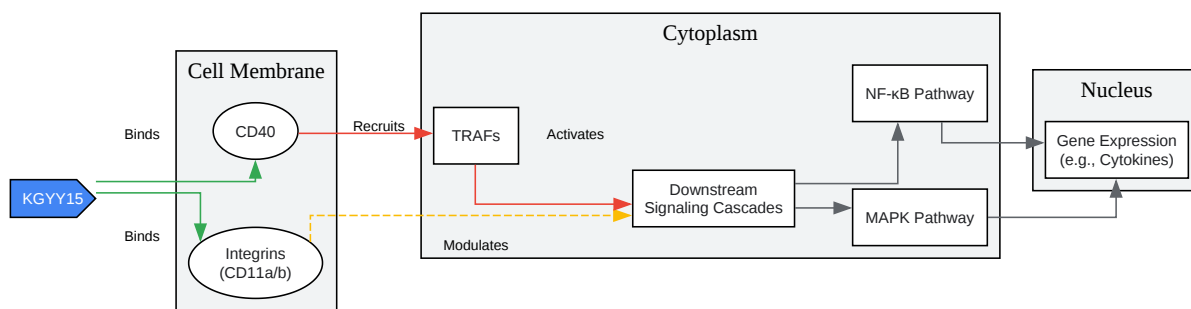 Cytoplasm
Cell Membrane
Nucleus
NF-κB Pathway
Binds
CD40
Recruits
TRAFs
Activates
Gene Expression
(e.g., Cytokines)
KGYY15
Downstream
Signaling Cascades
MAPK Pathway
Binds
Integrins
(CD11a/b)
Modulates